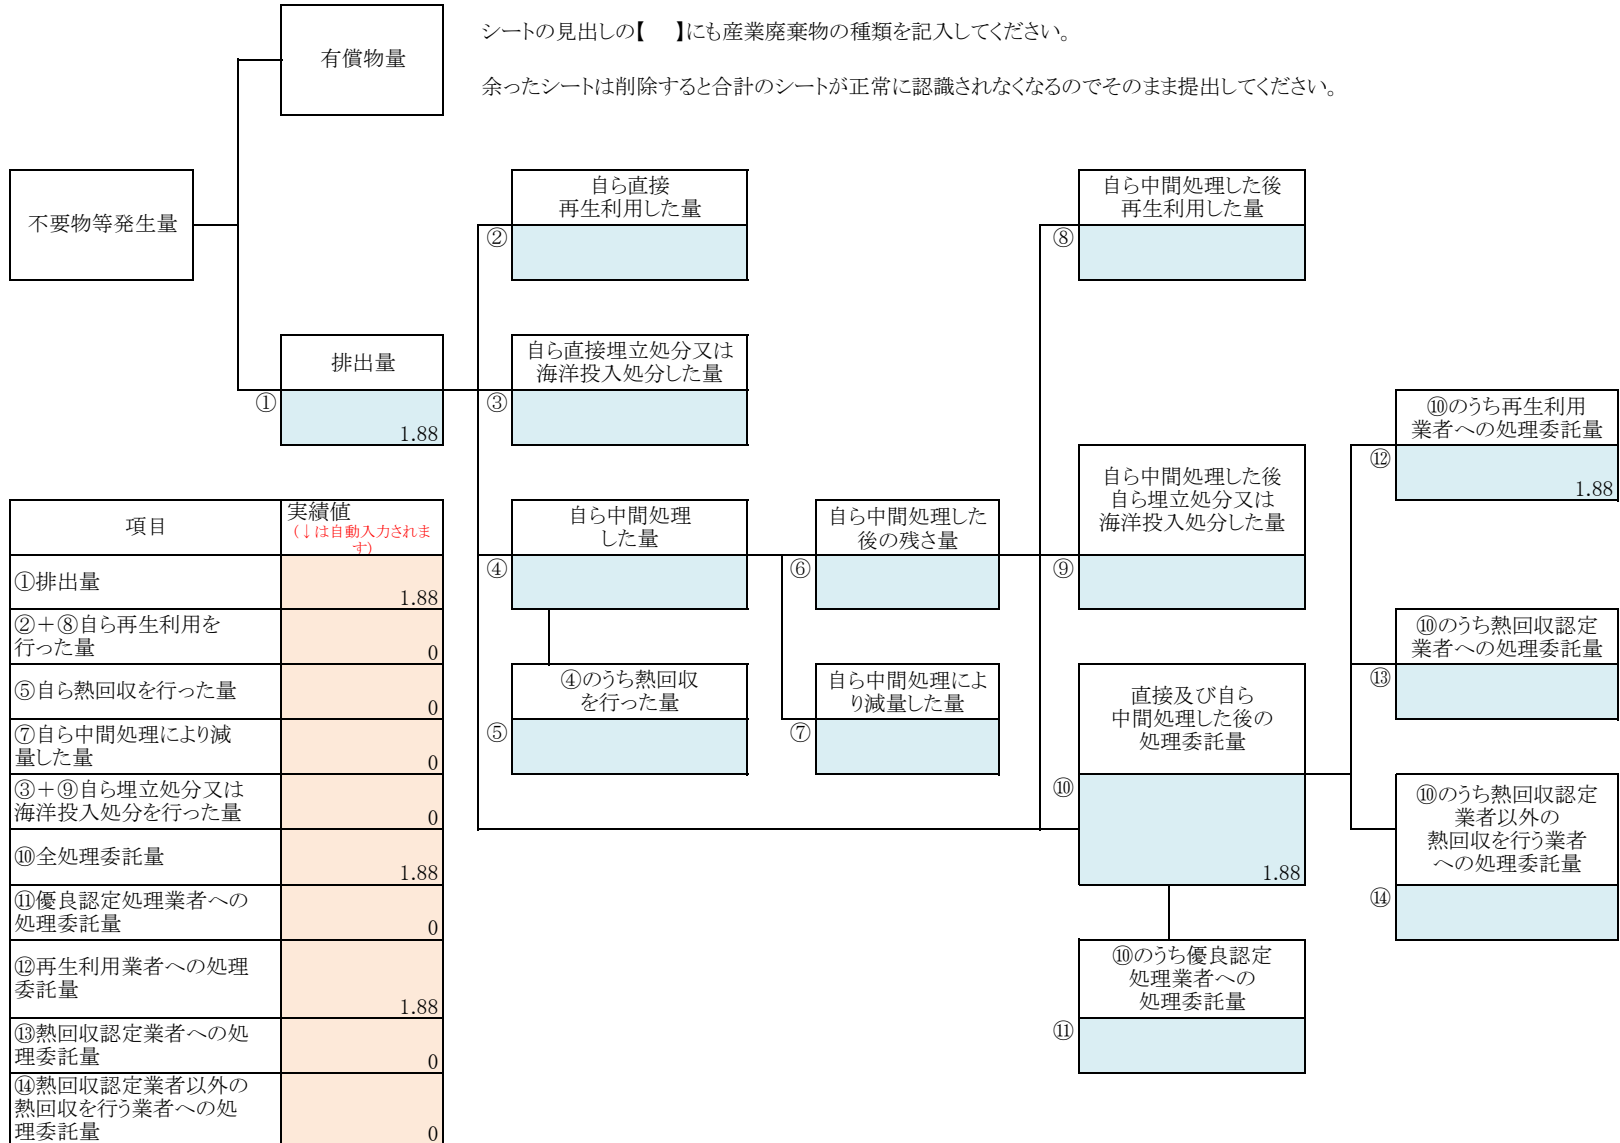 シートの見出しの【　】にも産業廃棄物の種類を記入してください。
有償物量
余ったシートは削除すると合計のシートが正常に認識されなくなるのでそのまま提出してください。
不要物等発生量
自ら直接
再生利用した量
②
自ら中間処理した後
再生利用した量
⑧
排出量
①
1.88
自ら直接埋立処分又は
海洋投入処分した量
③
⑩のうち再生利用
業者への処理委託量
⑫
1.88
自ら中間処理
した量
④
自ら中間処理した
後の残さ量
⑥
自ら中間処理した後
自ら埋立処分又は
海洋投入処分した量
⑨
④のうち熱回収
を行った量
⑤
自ら中間処理によ
り減量した量
⑦
直接及び自ら
中間処理した後の
処理委託量
⑩
1.88
⑩のうち熱回収認定
業者への処理委託量
⑬
⑩のうち熱回収認定
業者以外の
熱回収を行う業者
への処理委託量
⑭
⑩のうち優良認定
処理業者への
処理委託量
⑪
項目
実績値
(↓は自動入力されま
す)
①排出量
1.88
②＋⑧自ら再生利用を
行った量
0
⑤自ら熱回収を行った量
0
⑦自ら中間処理により減
量した量
0
③＋⑨自ら埋立処分又は
海洋投入処分を行った量
0
⑩全処理委託量
1.88
⑪優良認定処理業者への
処理委託量
0
⑫再生利用業者への処理
委託量
1.88
⑬熱回収認定業者への処
理委託量
0
⑭熱回収認定業者以外の
熱回収を行う業者への処
理委託量
0